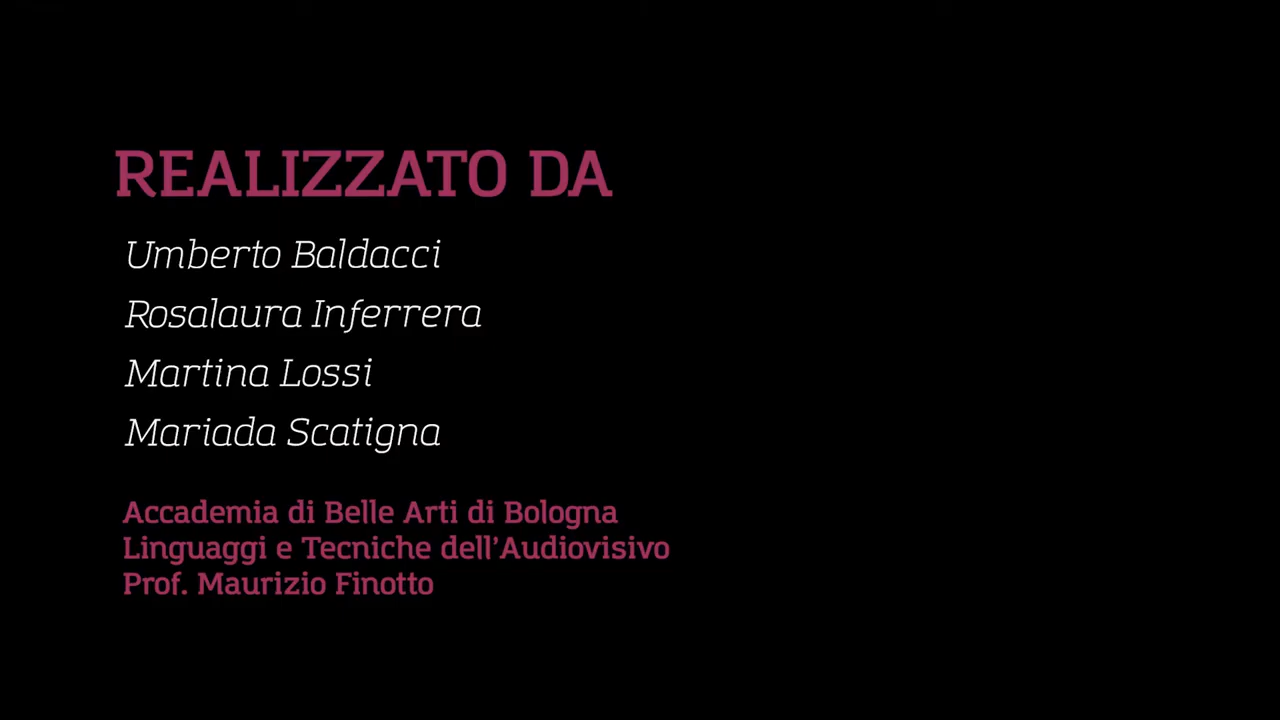 REALIZZATO DA
Umberto Baldacci
Rosalaura Inferrera
Martina Lossi
Mariada Scatigna
Accademia di Belle Arti di Bologna
Linguaggi e Tecniche dell’Audiovisivo
Prof. Maurizio Finotto